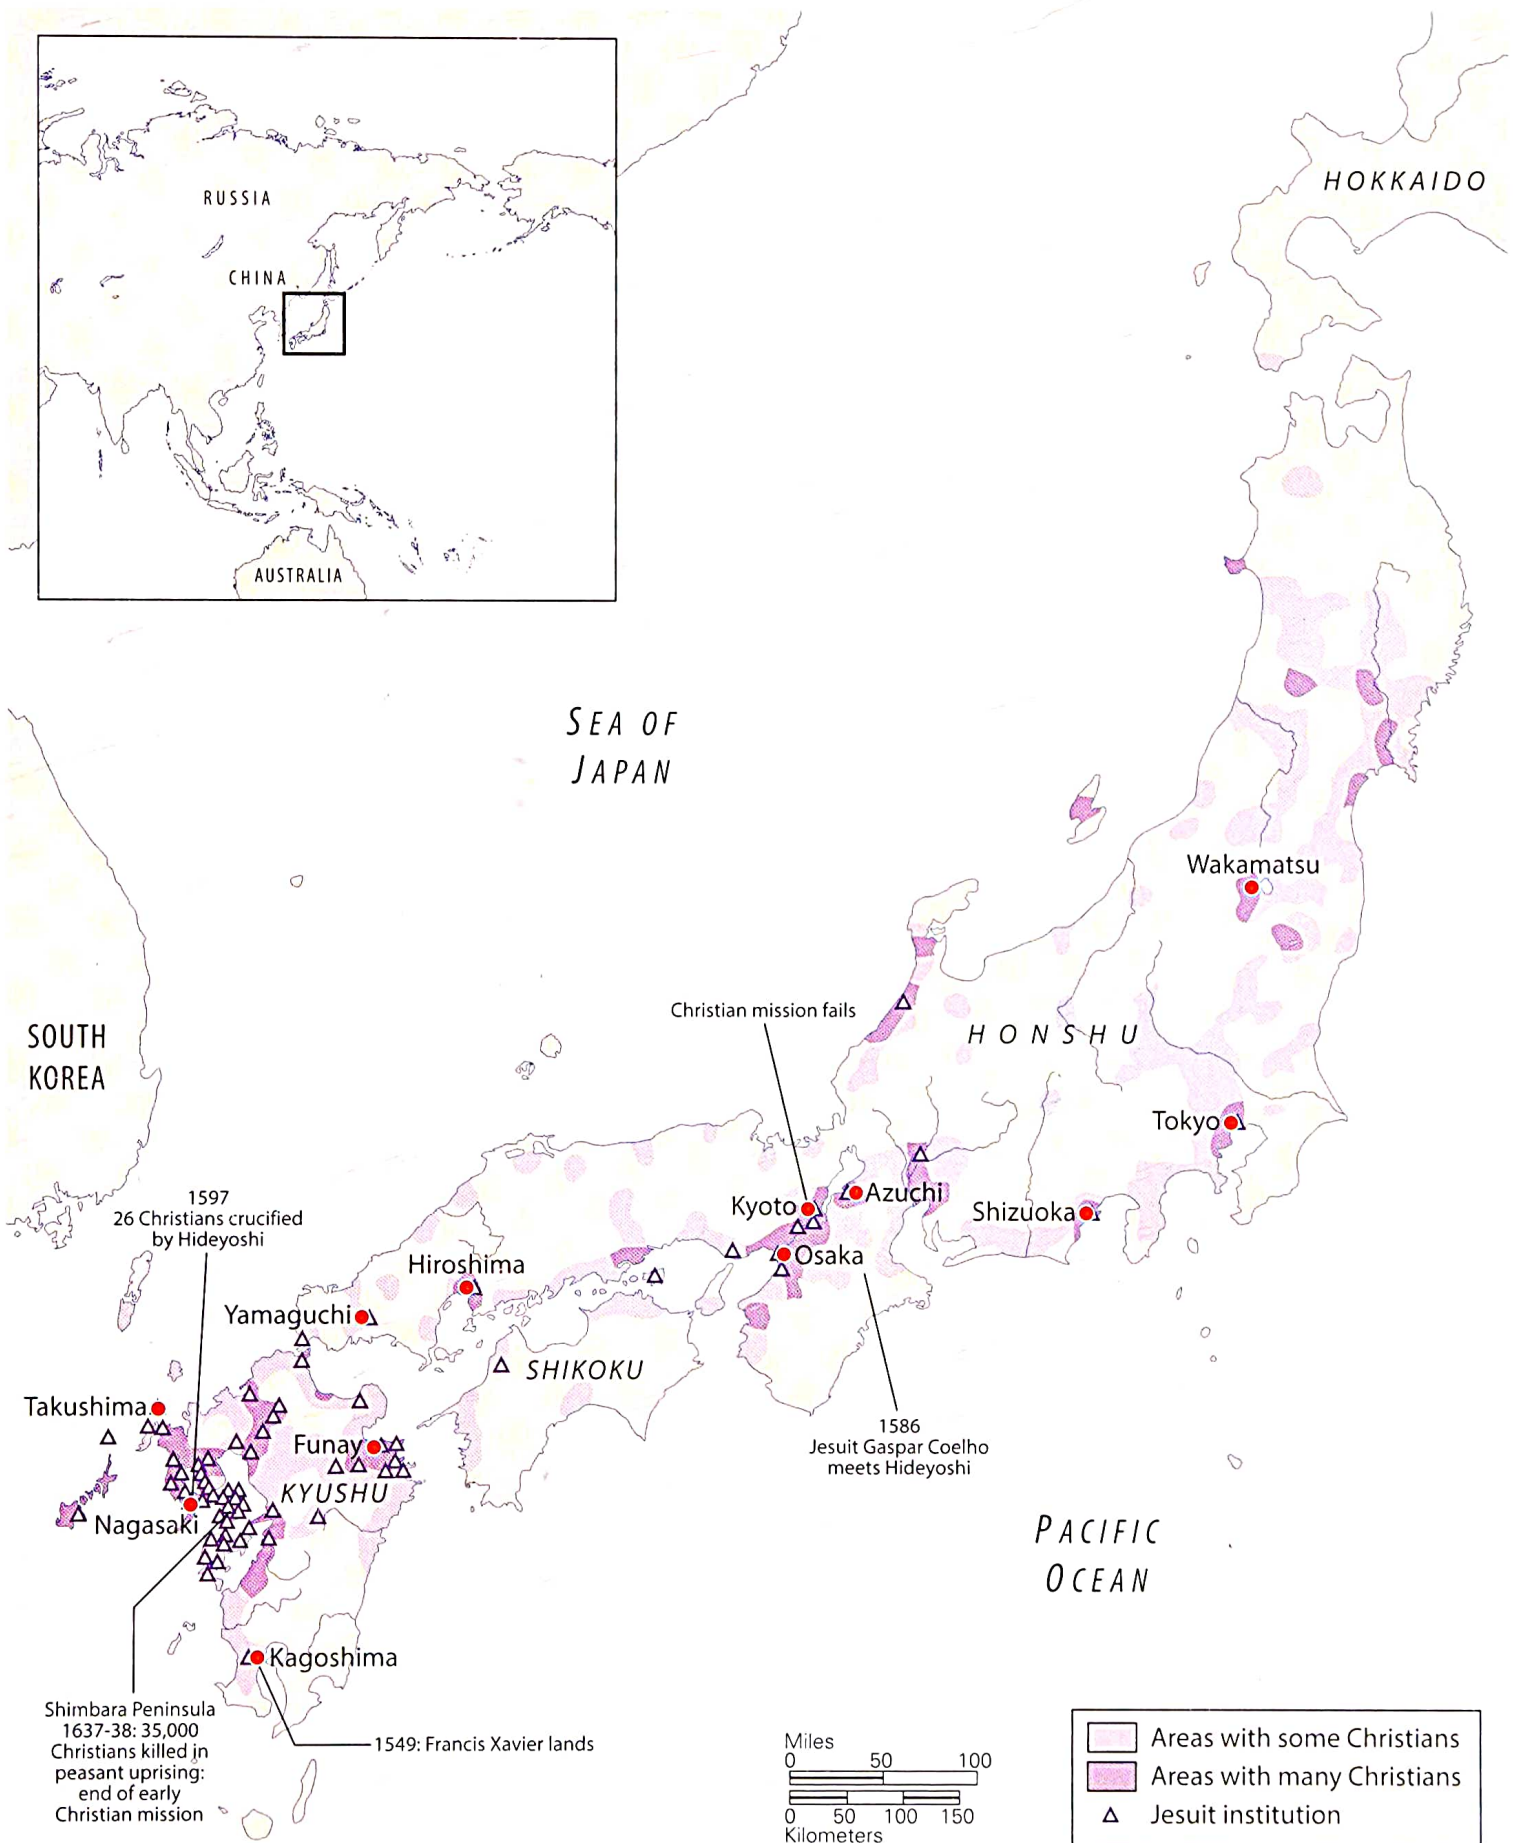 RUSSIA
CHINA
AUSTRALIA
HOKKAIDO
SEA OF
JAPAN
Wakamatsu
Christian mission fails
HONSHU
SOUTH
KOREA
Tokyo
1597
26 Christians crucified
by Hideyoshi
Kyoto
Azuchi
Shizuoka
Osaka
Hiroshima
Yamaguchi
SHIKOKU
Takushima
1586
Jesuit Gaspar Coelho
meets Hideyoshi
Funay
KYUSHU
Nagasaki
PACIFIC
OCEAN
Kagoshima
Shimbara Peninsula
1637-38: 35,000
Christians killed in
peasant uprising:
end of early
Christian mission
1549: Francis Xavier lands
Miles
0 50 100
0 50 100 150
Kilometers
Areas with some Christians
Areas with many Christians
Jesuit institution